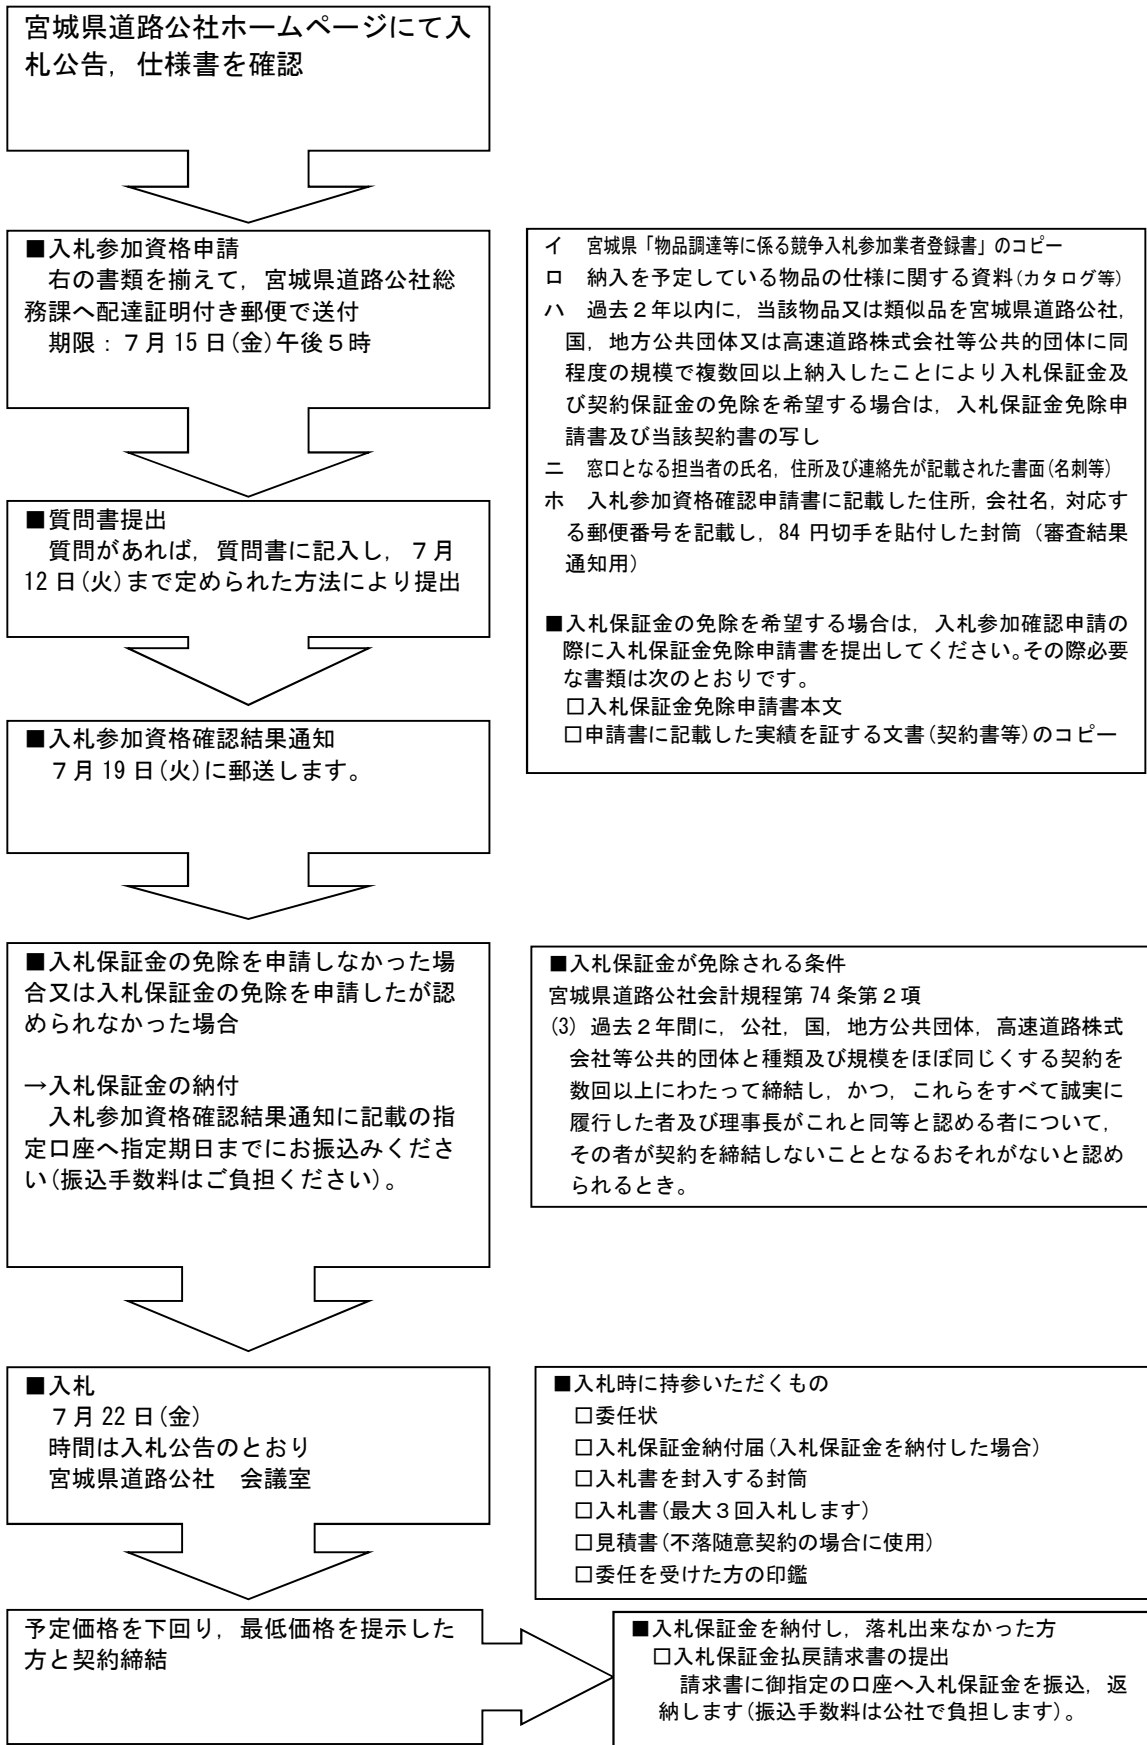 宮城県道路公社ホームページにて入
札公告，仕様書を確認
■入札参加資格申請
　右の書類を揃えて，宮城県道路公社総
務課へ配達証明付き郵便で送付
　期限：７月15日(金)午後５時
イ　宮城県「物品調達等に係る競争入札参加業者登録書」のコピー
ロ　納入を予定している物品の仕様に関する資料(カタログ等)
ハ　過去２年以内に，当該物品又は類似品を宮城県道路公社，
国，地方公共団体又は高速道路株式会社等公共的団体に同
程度の規模で複数回以上納入したことにより入札保証金及
び契約保証金の免除を希望する場合は，入札保証金免除申
請書及び当該契約書の写し
ニ　窓口となる担当者の氏名，住所及び連絡先が記載された書面(名刺等)
ホ　入札参加資格確認申請書に記載した住所，会社名，対応す
る郵便番号を記載し，84円切手を貼付した封筒（審査結果
通知用）
■入札保証金の免除を希望する場合は，入札参加確認申請の
際に入札保証金免除申請書を提出してください。その際必要
な書類は次のとおりです。
□入札保証金免除申請書本文
□申請書に記載した実績を証する文書(契約書等)のコピー
■質問書提出
　質問があれば，質問書に記入し，７月
12日(火)まで定められた方法により提出
■入札参加資格確認結果通知
　７月19日(火)に郵送します。
■入札保証金の免除を申請しなかった場
合又は入札保証金の免除を申請したが認
められなかった場合
→入札保証金の納付
　入札参加資格確認結果通知に記載の指
定口座へ指定期日までにお振込みくださ
い(振込手数料はご負担ください)。
■入札保証金が免除される条件
宮城県道路公社会計規程第74条第２項
(3) 過去２年間に，公社，国，地方公共団体，高速道路株式
会社等公共的団体と種類及び規模をほぼ同じくする契約を
数回以上にわたって締結し，かつ，これらをすべて誠実に
履行した者及び理事長がこれと同等と認める者について，
その者が契約を締結しないこととなるおそれがないと認め
られるとき。
■入札
　７月22日(金)
　時間は入札公告のとおり
　宮城県道路公社　会議室
■入札時に持参いただくもの
□委任状
□入札保証金納付届(入札保証金を納付した場合)
□入札書を封入する封筒
□入札書(最大３回入札します)
□見積書(不落随意契約の場合に使用)
□委任を受けた方の印鑑
予定価格を下回り，最低価格を提示した
方と契約締結
■入札保証金を納付し，落札出来なかった方
□入札保証金払戻請求書の提出
　請求書に御指定の口座へ入札保証金を振込，返
納します(振込手数料は公社で負担します)。